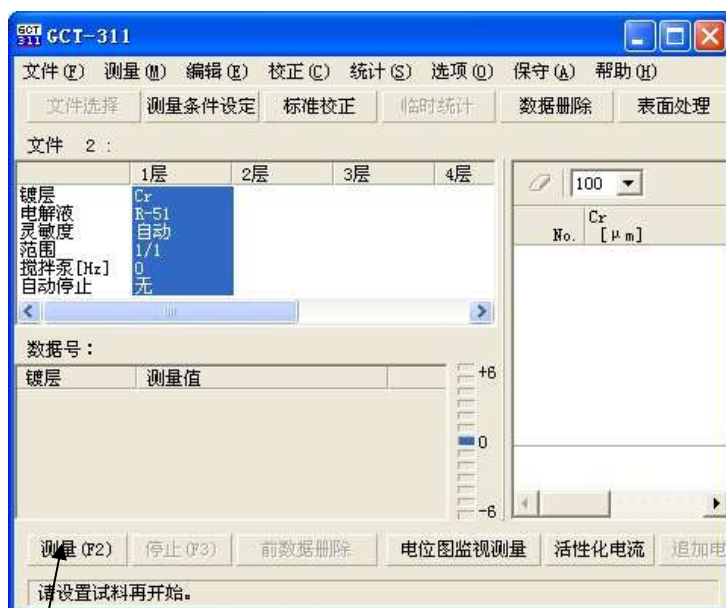 GCT 311 GCT-311
文件(F) 测量(M) 编辑(E) 校正(C) 统计(S) 选项(O) 保守(A) 帮助(H)
文件选择 测量条件设定 标准校正 临时统计 数据删除 表面处理
文件 2 :
1层 2层 3层 4层
镀层 Cr
电解液 R-51
灵敏度 自动
范围 1/1
搅拌泵[Hz] 0
自动停止 无
100
No. Cr [μm]
数据号:
镀层 测量值
+6
0
-6
测量(F2) 停止(F3) 前数据册除 电位图监视测量 活性化电流 追加电
请设置试料再开始。